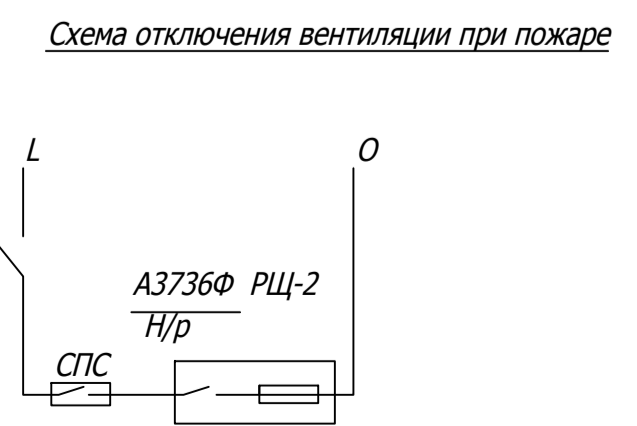 Схема отключения вентиляции при пожаре
L
O
А3736Ф РЩ-2
Н/р
СПС